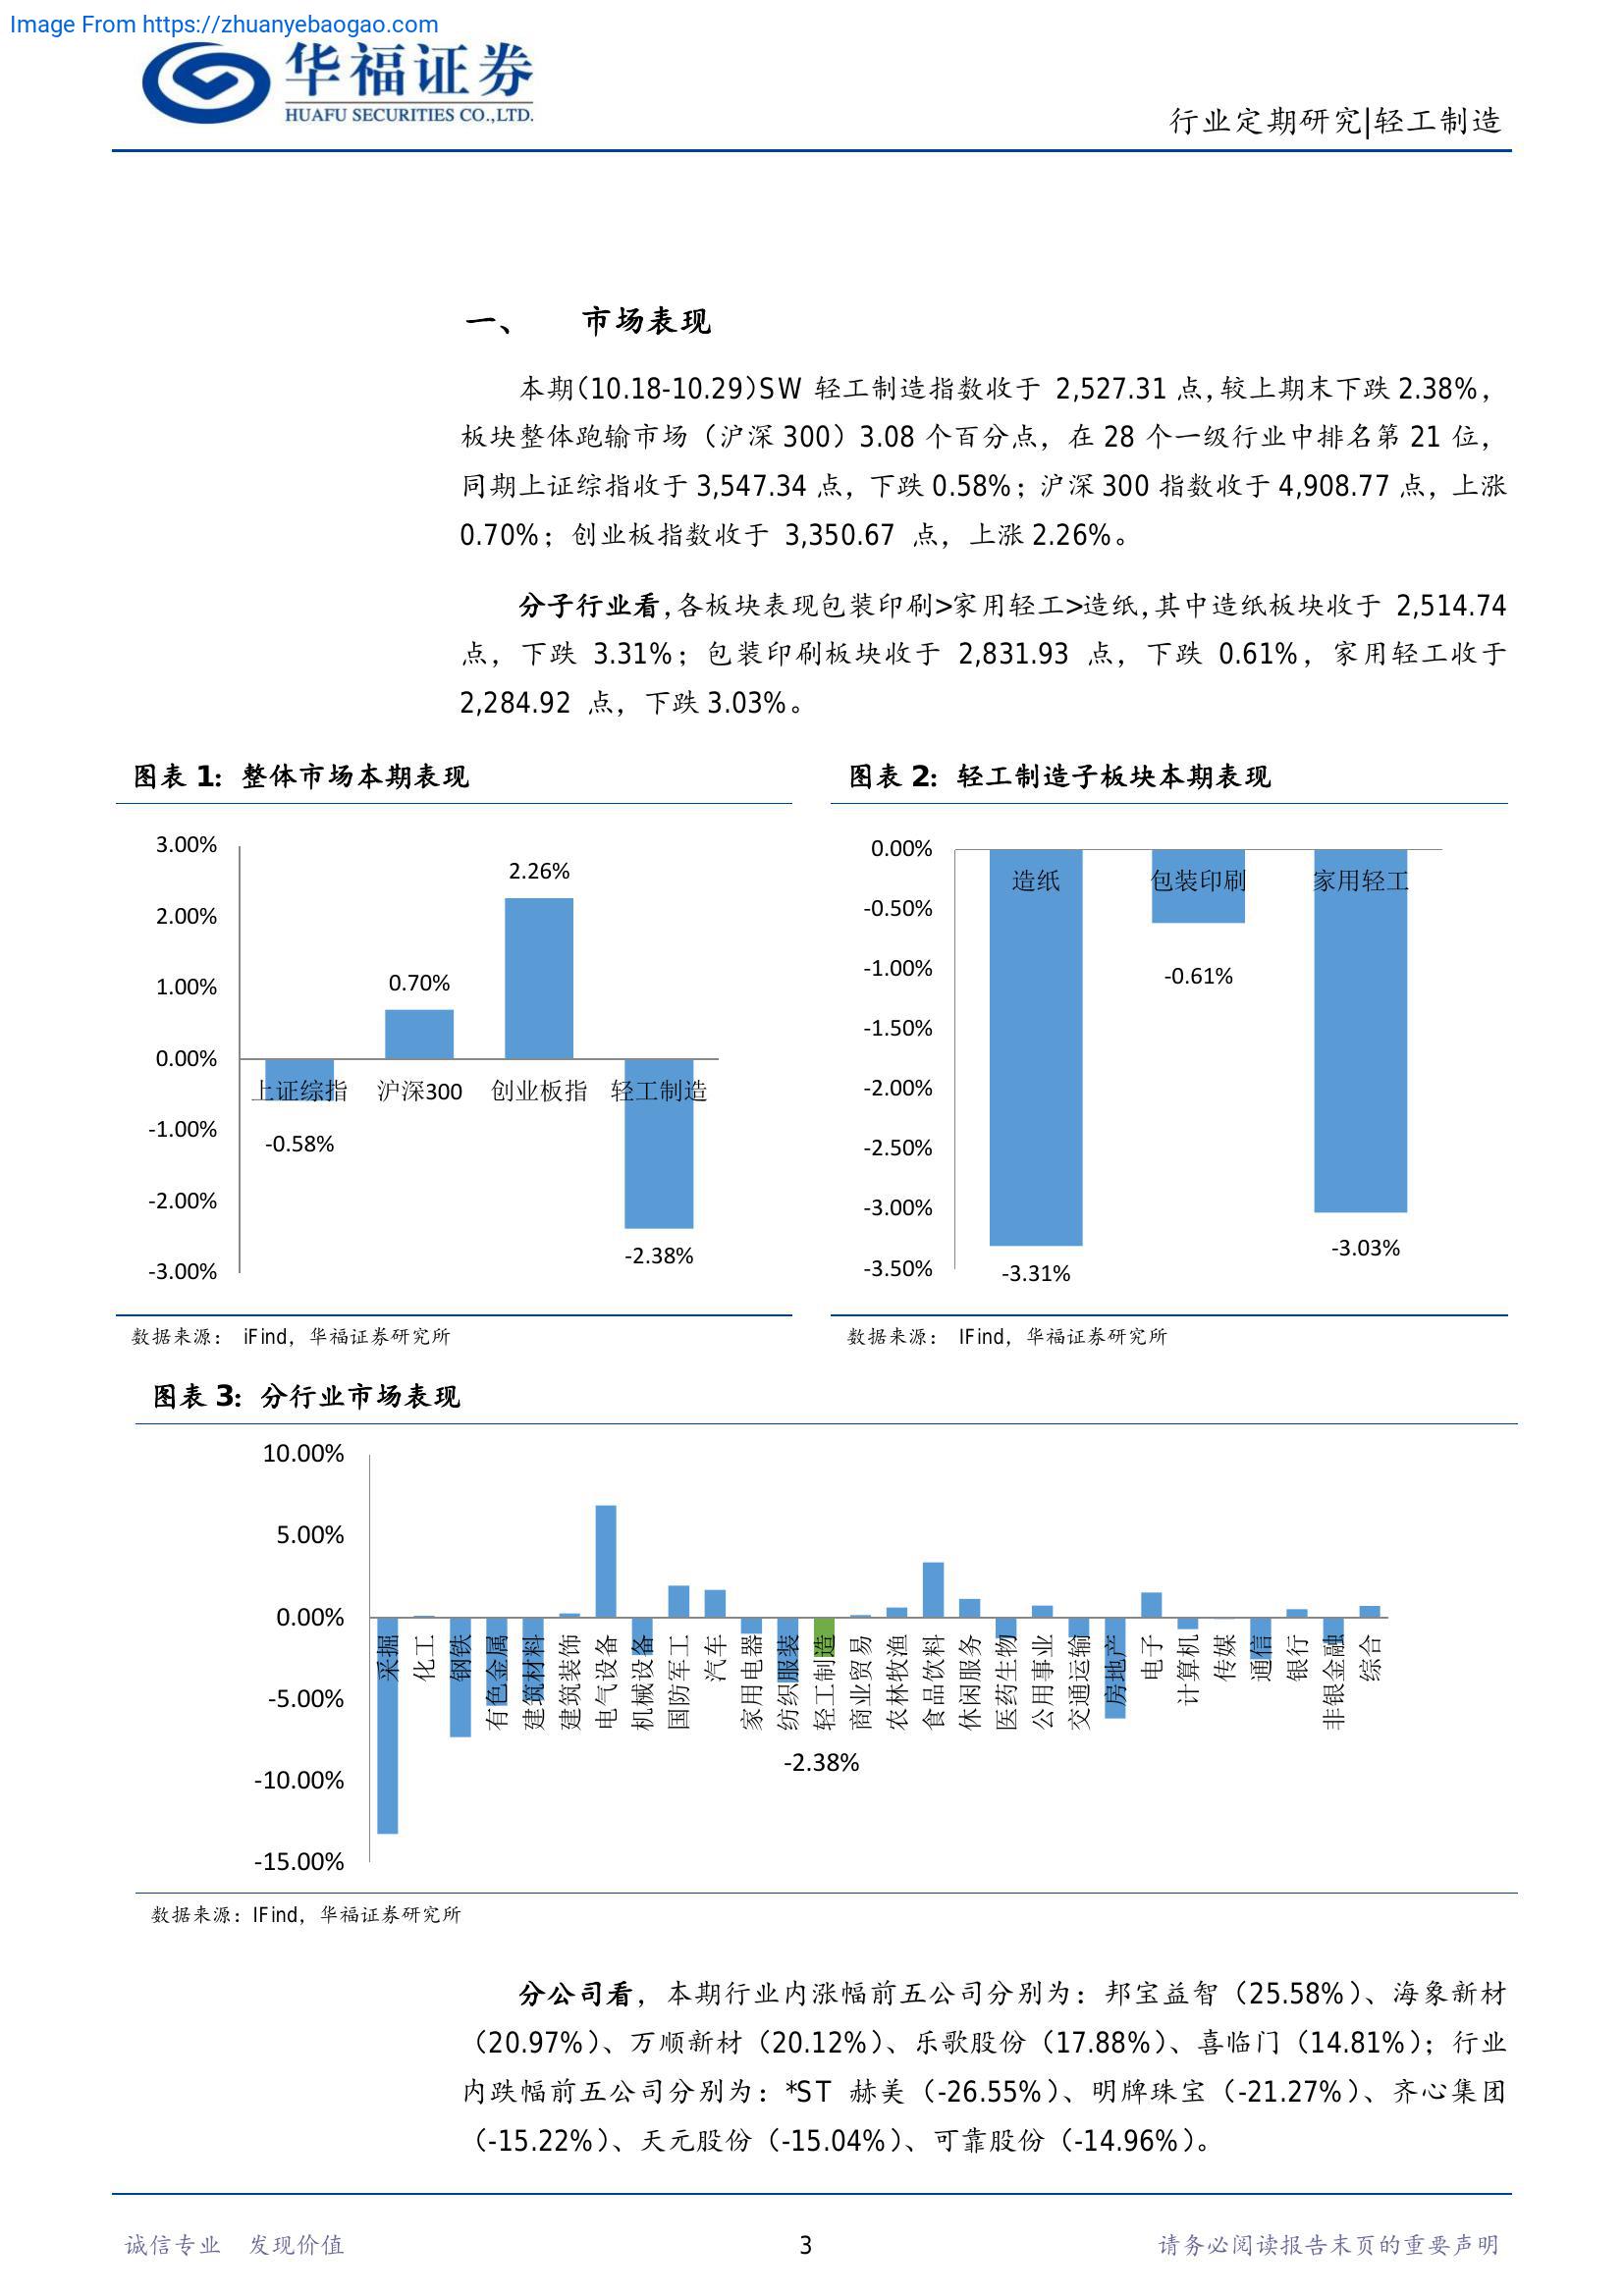 Image From https://zhuanyebaogao.com
华福证券
HUAFU SECURITIES CO.,LTD.
行业定期研究|轻工制造
一、 市场表现
本期(10.18-10.29)SW 轻工制造指数收于 2,527.31 点,较上期末下跌 2.38%,
板块整体跑输市场（沪深 300）3.08 个百分点，在 28 个一级行业中排名第 21 位，
同期上证综指收于 3,547.34 点，下跌 0.58%；沪深 300 指数收于 4,908.77 点，上涨
0.70%；创业板指数收于 3,350.67 点，上涨 2.26%。
分子行业看,各板块表现包装印刷>家用轻工>造纸,其中造纸板块收于 2,514.74
点，下跌 3.31%；包装印刷板块收于 2,831.93 点，下跌 0.61%，家用轻工收于
2,284.92 点，下跌 3.03%。
图表 1: 整体市场本期表现
3.00%
2.00%
1.00%
0.00%
-1.00%
-2.00%
-3.00%
2.26%
0.70%
上证综指 沪深300 创业板指 轻工制造
-0.58%
-2.38%
数据来源： iFind，华福证券研究所
图表 2: 轻工制造子板块本期表现
0.00%
-0.50%
-1.00%
-1.50%
-2.00%
-2.50%
-3.00%
-3.50%
造纸 包装印刷 家用轻工
-0.61%
-3.03%
-3.31%
数据来源： IFind，华福证券研究所
图表 3: 分行业市场表现
10.00%
5.00%
0.00%
-5.00%
-10.00%
-15.00%
采掘
化工
钢铁
有色金属
建筑材料
建筑装饰
电气设备
机械设备
国防军工
汽车
家用电器
纺织服装
轻工制造
商业贸易
农林牧渔
食品饮料
休闲服务
医药生物
公用事业
交通运输
房地产
电子
计算机
传媒
通信
银行
非银金融
综合
-2.38%
数据来源：IFind，华福证券研究所
分公司看，本期行业内涨幅前五公司分别为：邦宝益智（25.58%）、海象新材
（20.97%）、万顺新材（20.12%）、乐歌股份（17.88%）、喜临门（14.81%）；行业
内跌幅前五公司分别为：*ST 赫美（-26.55%）、明牌珠宝（-21.27%）、齐心集团
（-15.22%）、天元股份（-15.04%）、可靠股份（-14.96%）。
诚信专业 发现价值
3
请务必阅读报告末页的重要声明